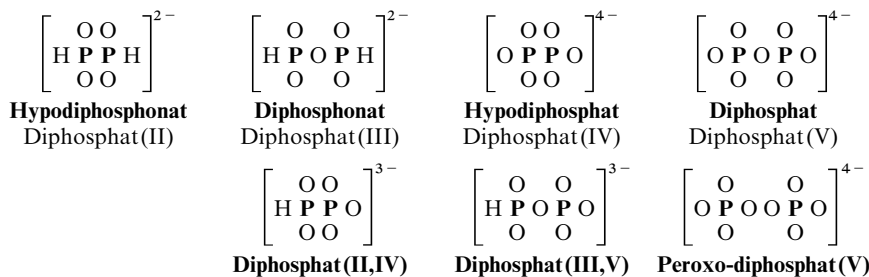 O O 2− O O 2− O O 4− O O 4−
H P P H H P O P H O P P O O P O P O
O O O O O O O O
Hypodiphosphonat Diphosphonat Hypodiphosphat Diphosphat
Diphosphat(II) Diphosphat(III) Diphosphat(IV) Diphosphat(V)
O O 3− O O 3− O O 4−
H P P O H P O P O O P O O P O
O O O O O O
Diphosphat(II,IV) Diphosphat(III,V) Peroxo-diphosphat(V)